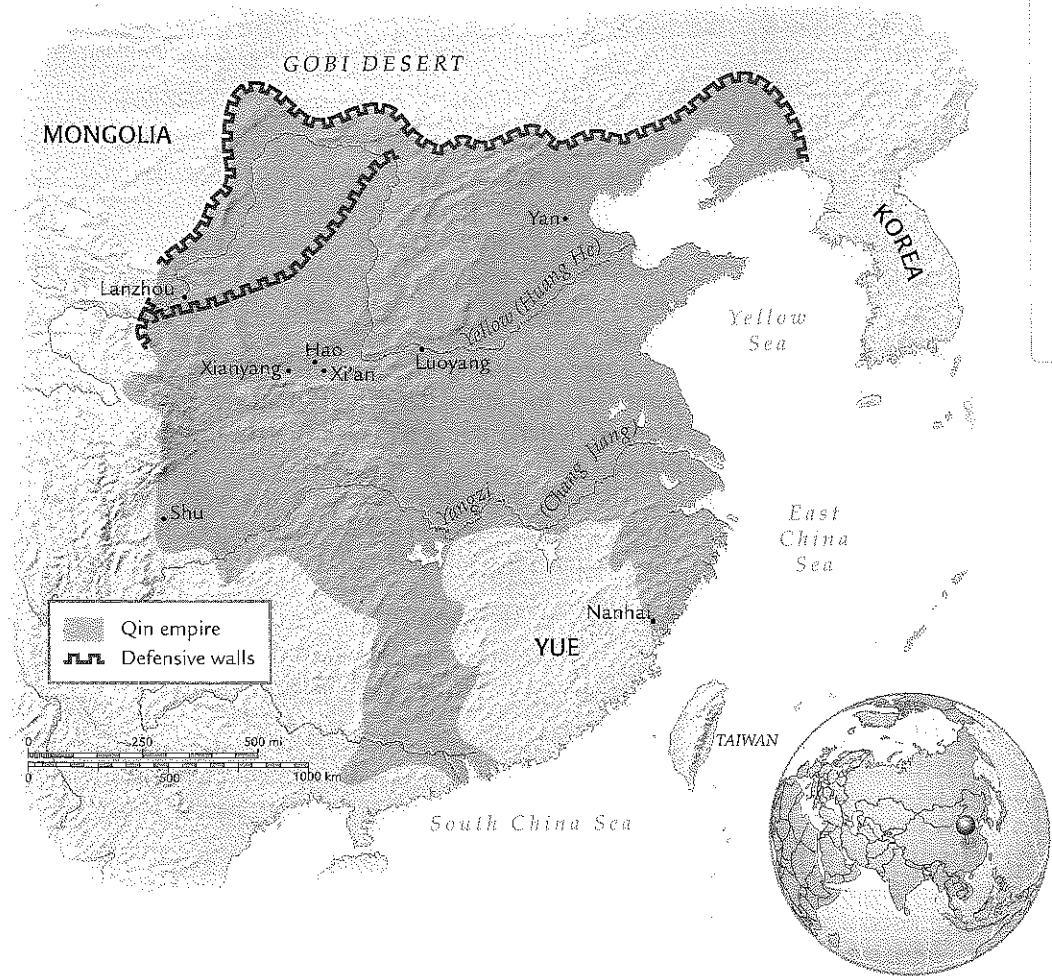 GOBI DESERT
MONGOLIA
KOREA
Yan
Yellow (Huang He)
Lanzhou
Yellow
Sea
Hao
Xianyang
Xi'an
Luoyang
Yangzi
(Chang Jiang)
Shu
East
China
Sea
Nanhai
YUE
Qin empire
Defensive walls
0 250 500 mi
0 500 1000 km
TAIWAN
South China Sea